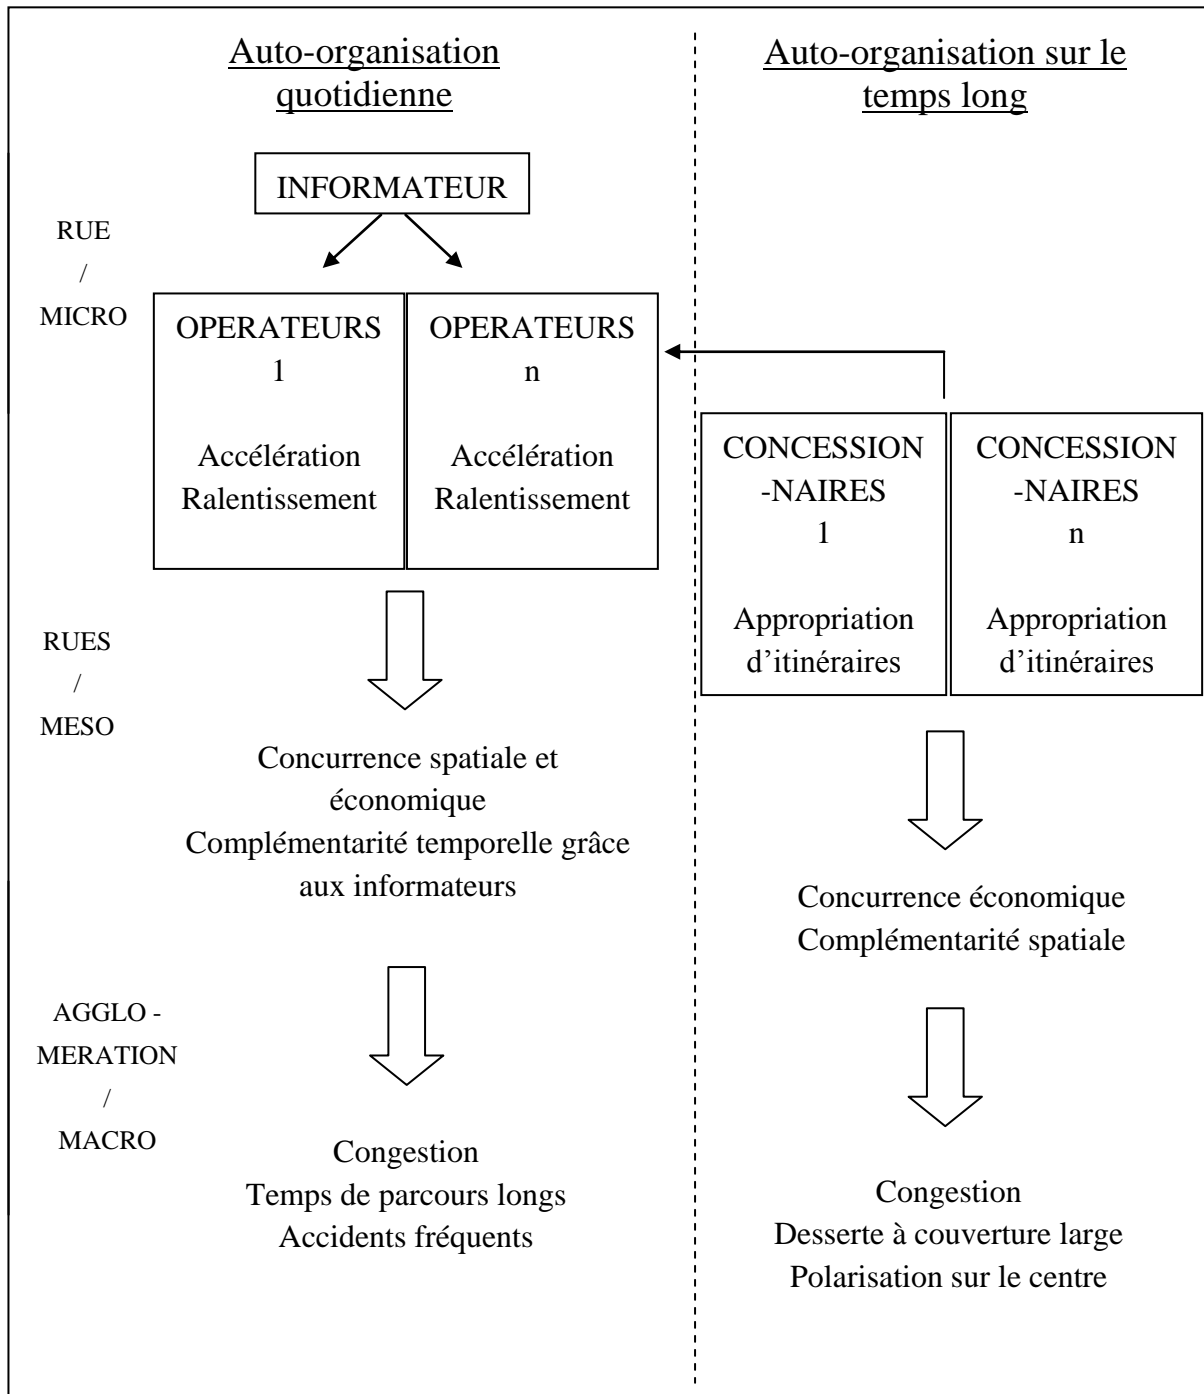 Auto-organisation
quotidienne
Auto-organisation sur le
temps long
INFORMATEUR
RUE
/
MICRO
OPERATEURS
1
Accélération
Ralentissement
OPERATEURS
n
Accélération
Ralentissement
CONCESSION
-NAIRES
1
Appropriation
d’itinéraires
CONCESSION
-NAIRES
n
Appropriation
d’itinéraires
RUES
/
MESO
Concurrence spatiale et
économique
Complémentarité temporelle grâce
aux informateurs
Concurrence économique
Complémentarité spatiale
AGGLO -
MERATION
/
MACRO
Congestion
Temps de parcours longs
Accidents fréquents
Congestion
Desserte à couverture large
Polarisation sur le centre